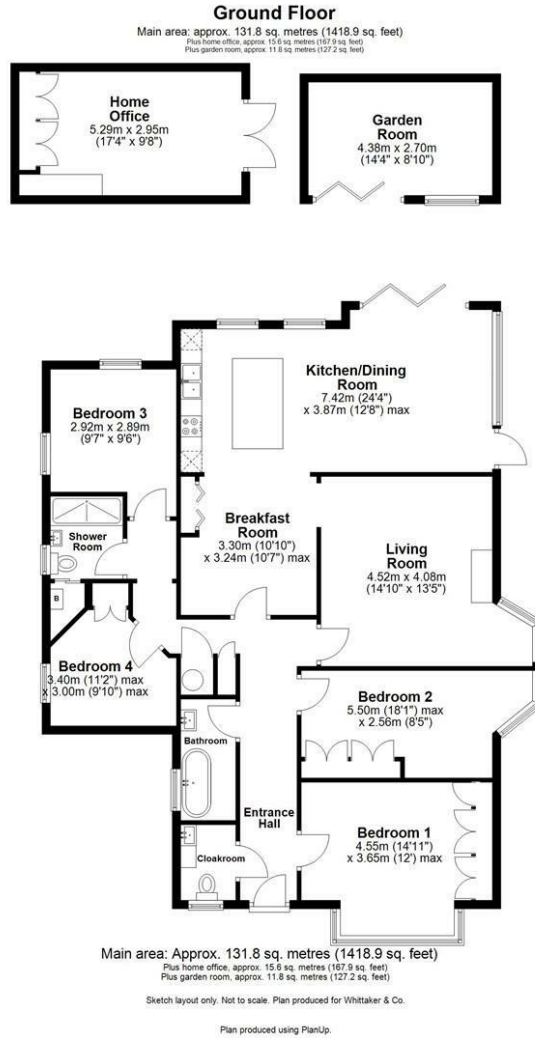 Ground Floor
Main area: approx. 131.8 sq. metres (1418.9 sq. feet)
Plus home office, approx. 15.6 sq. metres (167.9 sq. feet)
Plus garden room, approx. 11.8 sq. metres (127.2 sq. feet)
Home
Office
5.29m x 2.95m
(17'4" x 9'8")
Garden
Room
4.38m x 2.70m
(14'4" x 8'10")
Kitchen/Dining
Room
7.42m (24'4")
x 3.87m (12'8") max
Bedroom 3
2.92m x 2.89m
(9'7" x 9'6")
Breakfast
Room
3.30m (10'10")
x 3.24m (10'7") max
Shower
Room
Living
Room
4.52m x 4.08m
(14'10" x 13'5")
B
Bedroom 4
3.40m (11'2") max
x 3.00m (9'10") max
Bedroom 2
5.50m (18'1") max
x 2.56m (8'5")
Bathroom
Entrance
Hall
Bedroom 1
4.55m (14'11")
x 3.65m (12') max
Cloakroom
Main area: Approx. 131.8 sq. metres (1418.9 sq. feet)
Plus home office, approx. 15.6 sq. metres (167.9 sq. feet)
Plus garden room, approx. 11.8 sq. metres (127.2 sq. feet)
Sketch layout only. Not to scale. Plan produced for Whittaker & Co.
Plan produced using PlanUp.